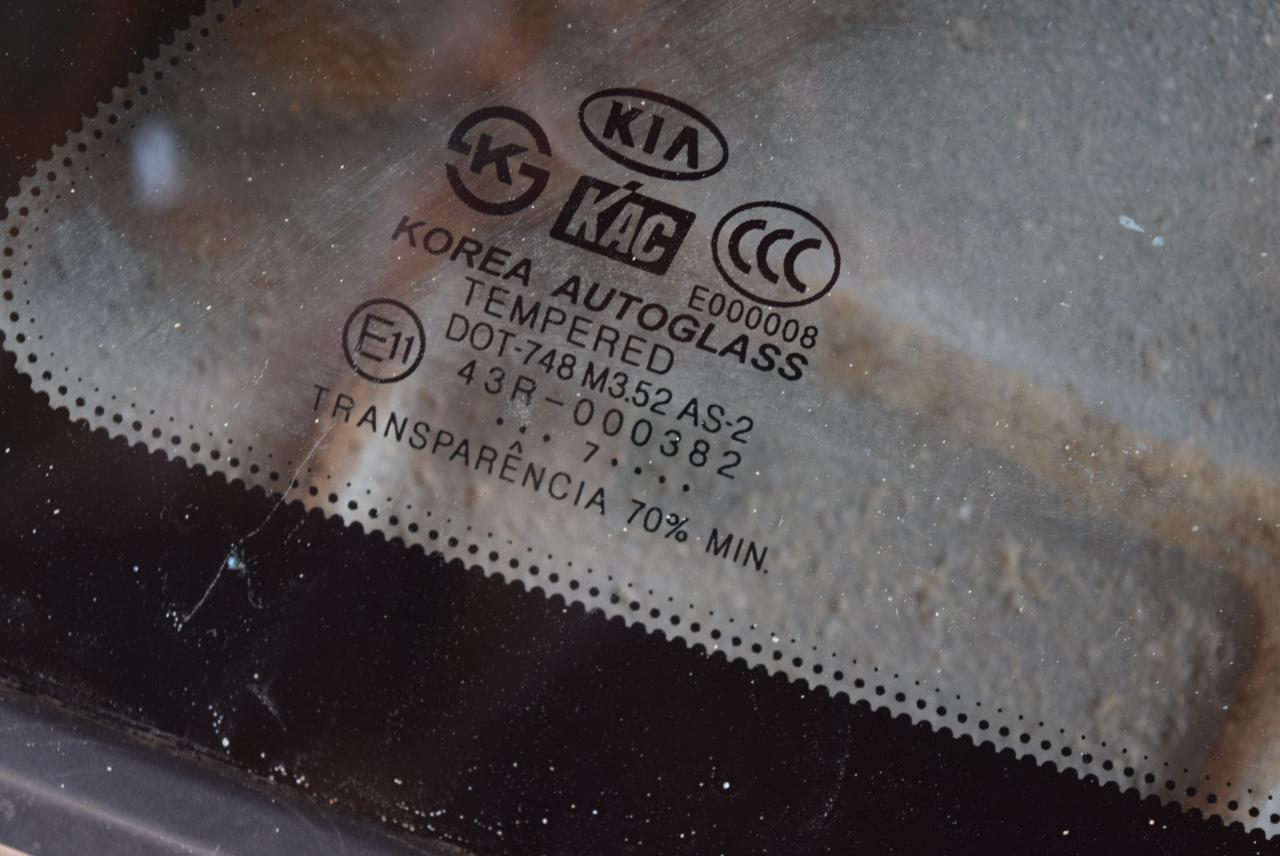 KIA
K
KAC
CCC
E000008
KOREA AUTOGLASS
TEMPERED
E11
DOT-748 M3.52 AS-2
43R-000382
... 7....
TRANSPARÊNCIA 70% MIN.